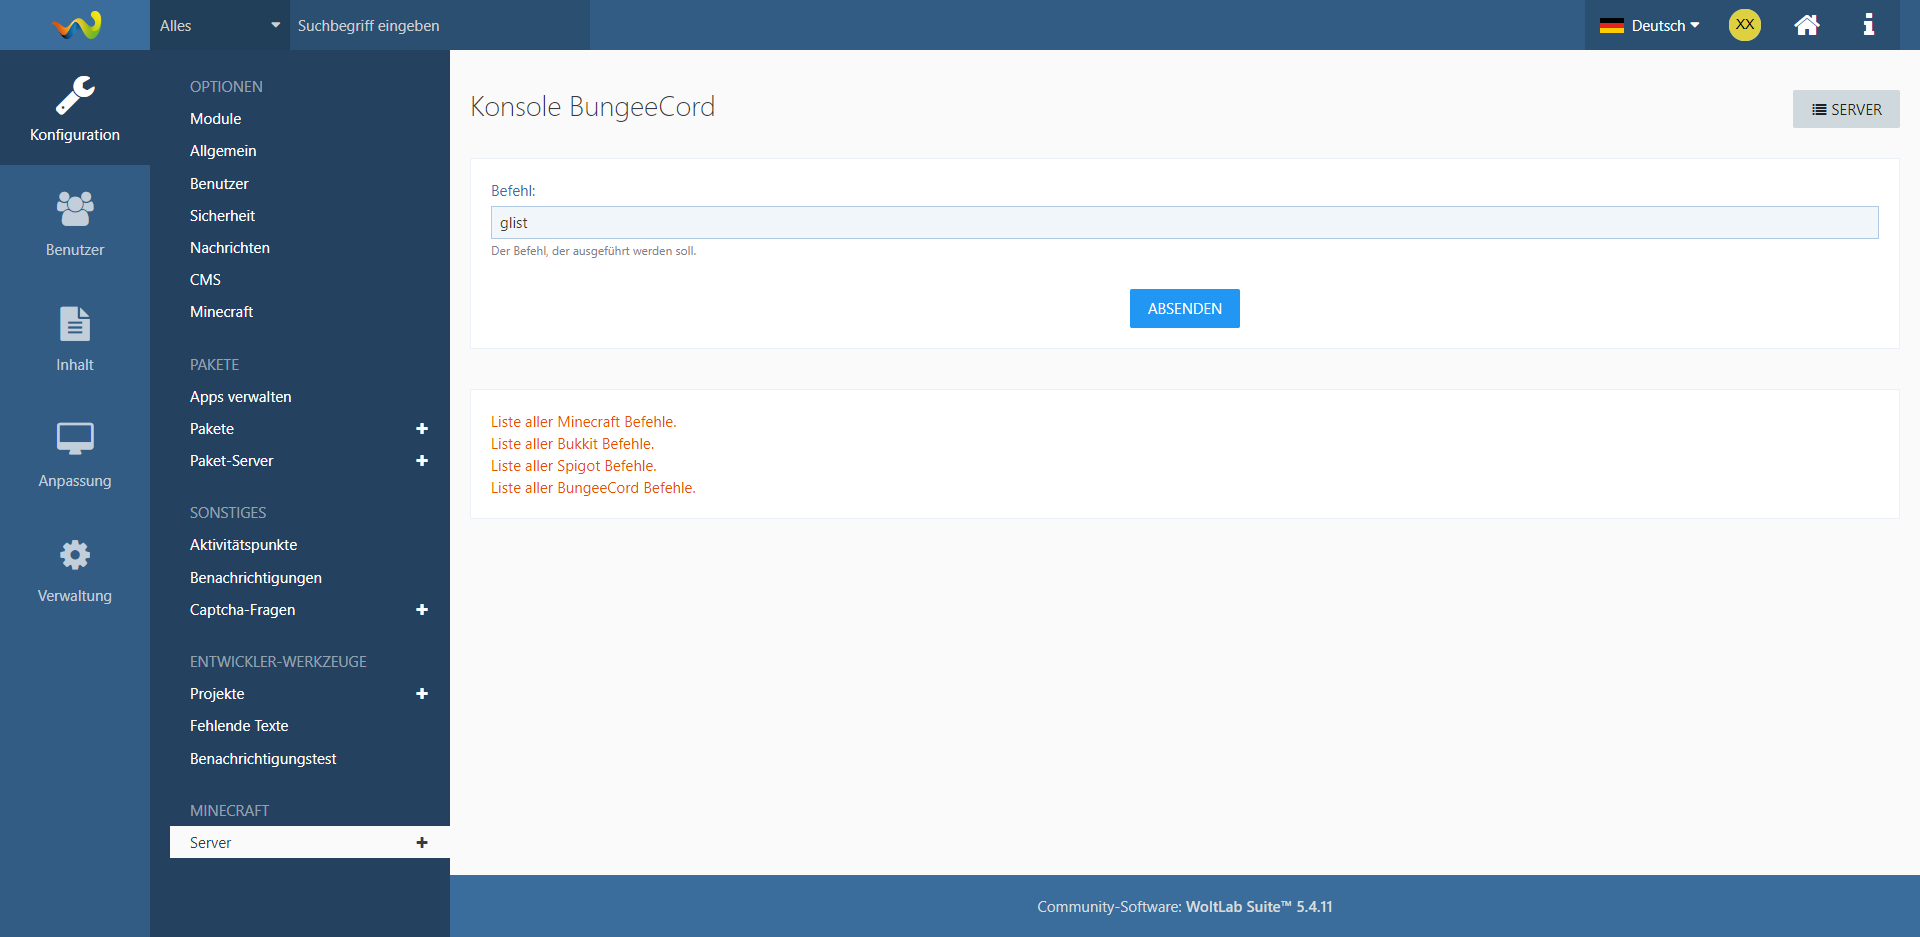 Alles
Suchbegriff eingeben
Deutsch
XX
Konfiguration
Benutzer
Inhalt
Anpassung
Verwaltung
OPTIONEN
Module
Allgemein
Benutzer
Sicherheit
Nachrichten
CMS
Minecraft
PAKETE
Apps verwalten
Pakete
Paket-Server
SONSTIGES
Aktivitätspunkte
Benachrichtigungen
Captcha-Fragen
ENTWICKLER-WERKZEUGE
Projekte
Fehlende Texte
Benachrichtigungstest
MINECRAFT
Server
Konsole BungeeCord
SERVER
Befehl:
glist
Der Befehl, der ausgeführt werden soll.
ABSENDEN
Liste aller Minecraft Befehle.
Liste aller Bukkit Befehle.
Liste aller Spigot Befehle.
Liste aller BungeeCord Befehle.
Community-Software: WoltLab Suite™ 5.4.11